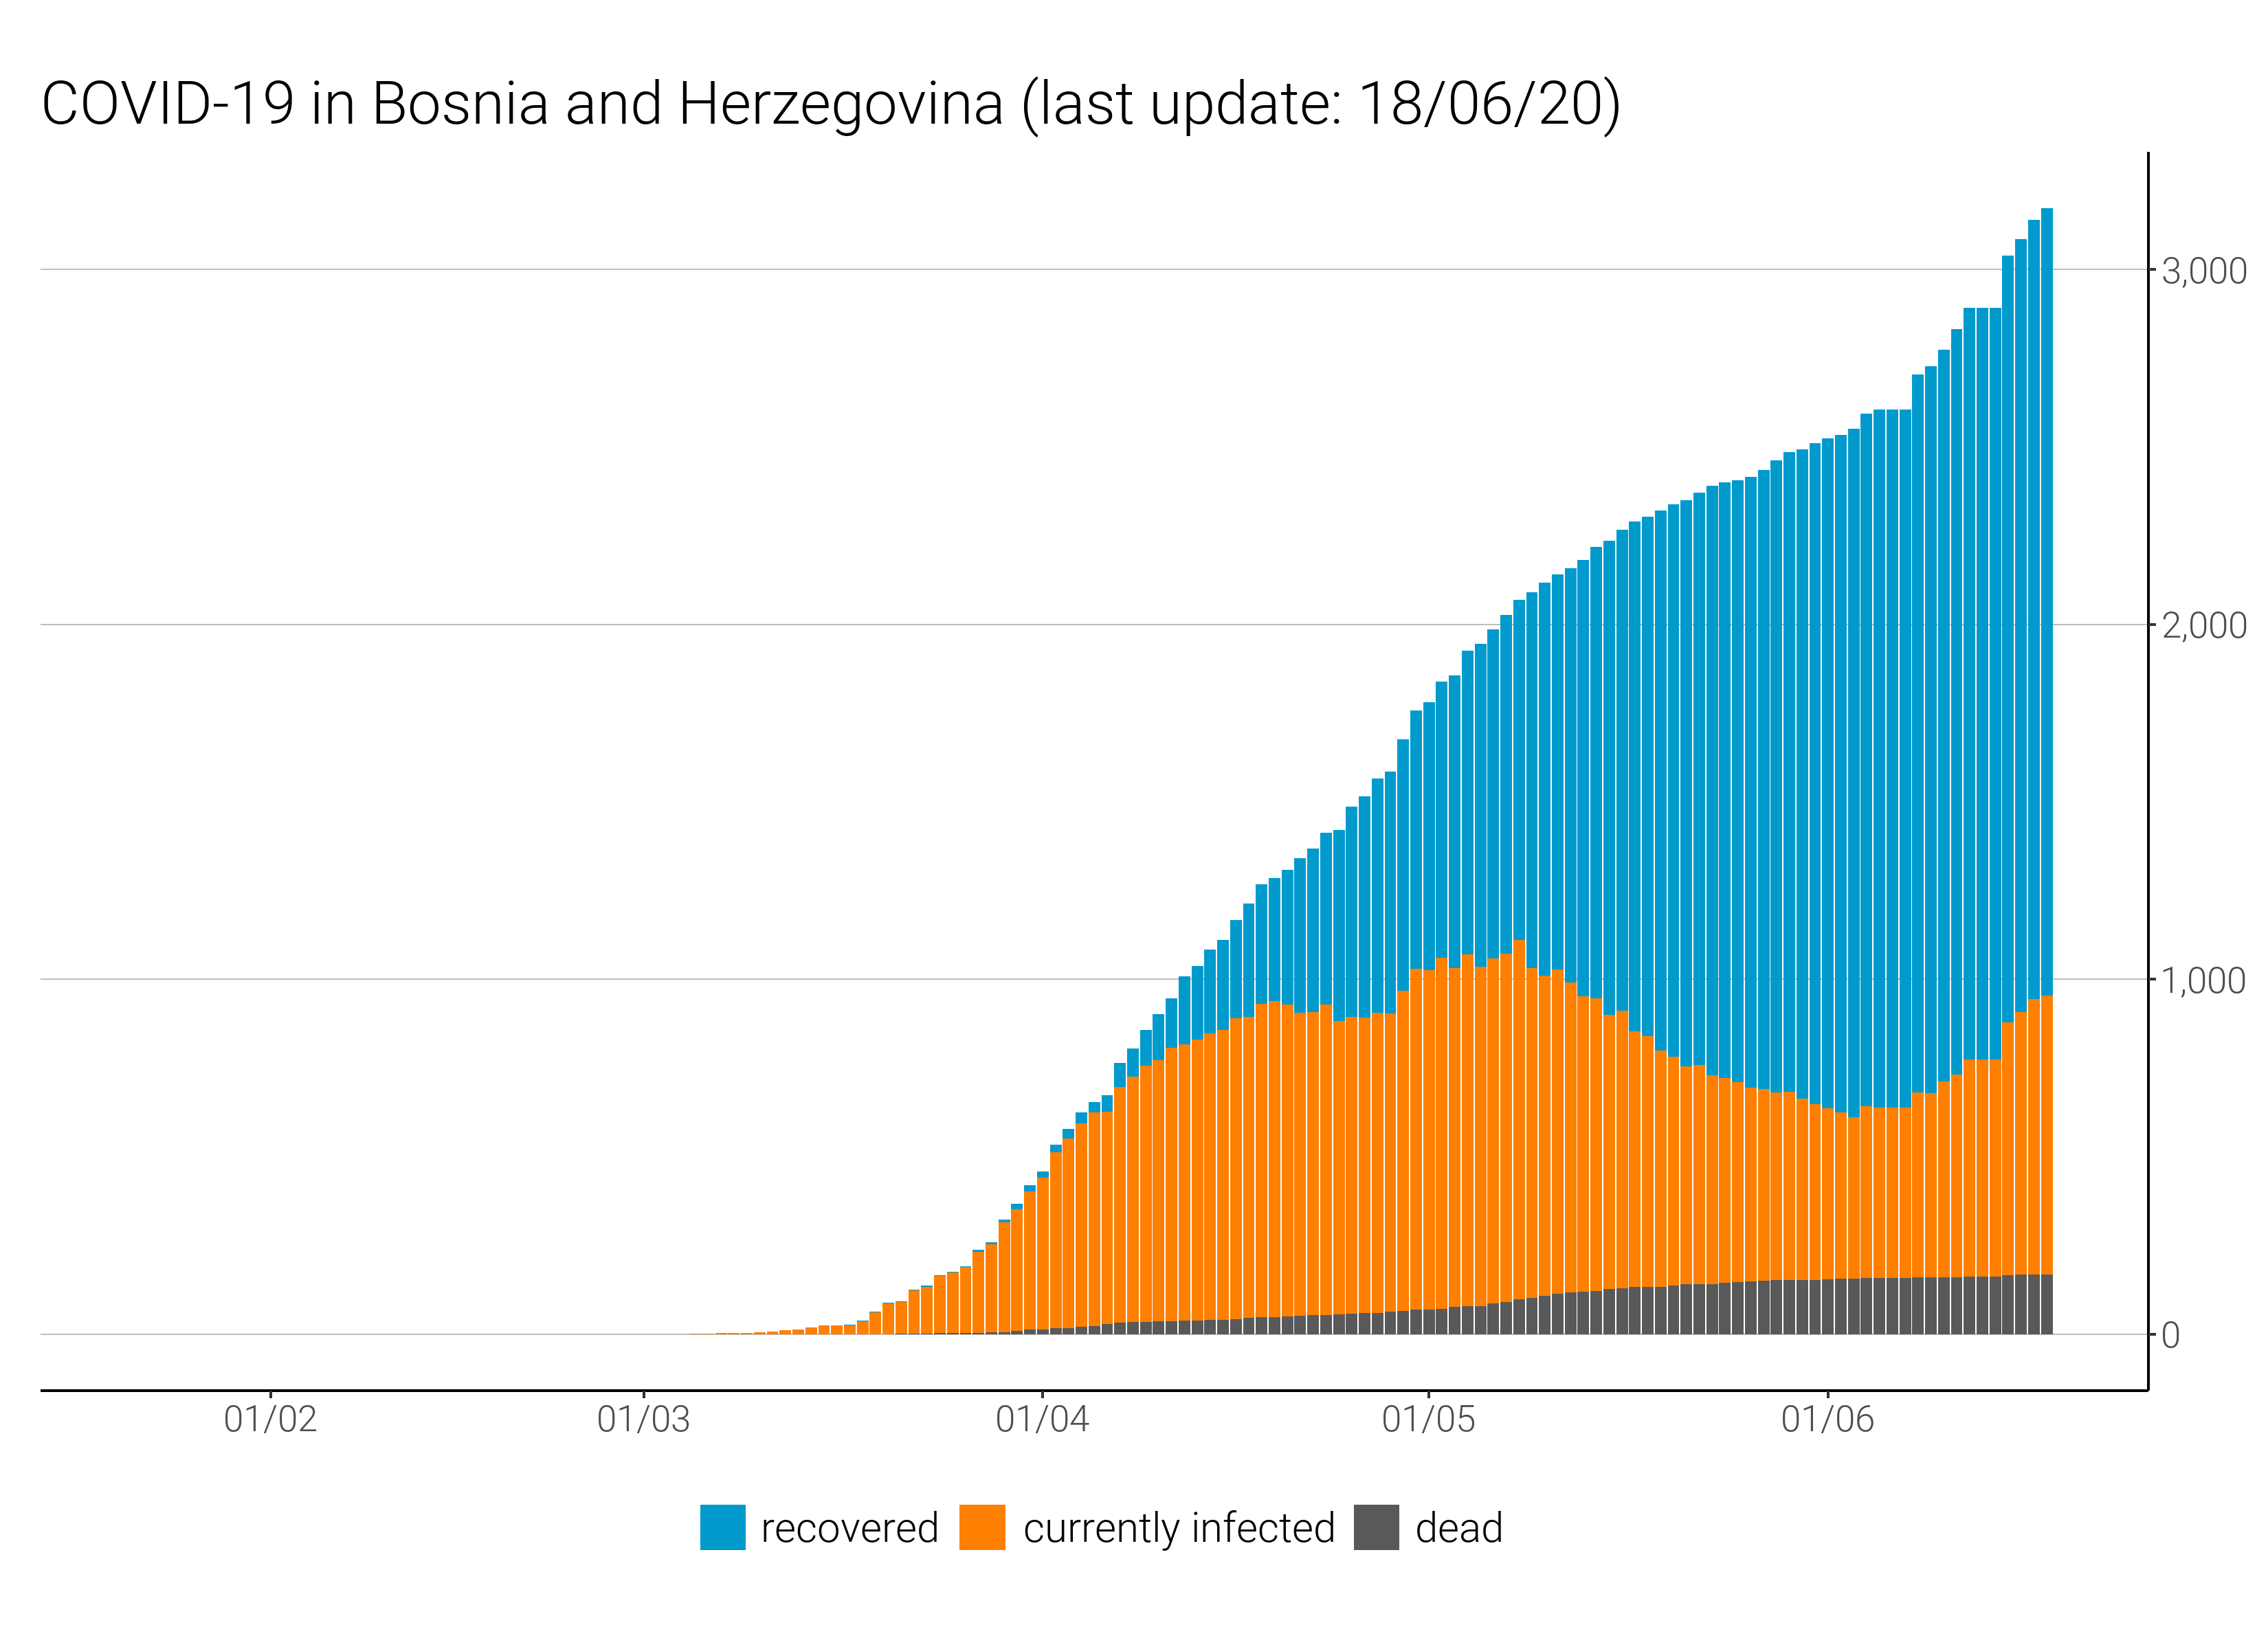 COVID-19 in Bosnia and Herzegovina (last update: 18/06/20)
3,000
2,000
1,000
0
01/02 01/03 01/04 01/05 01/06
recovered currently infected dead